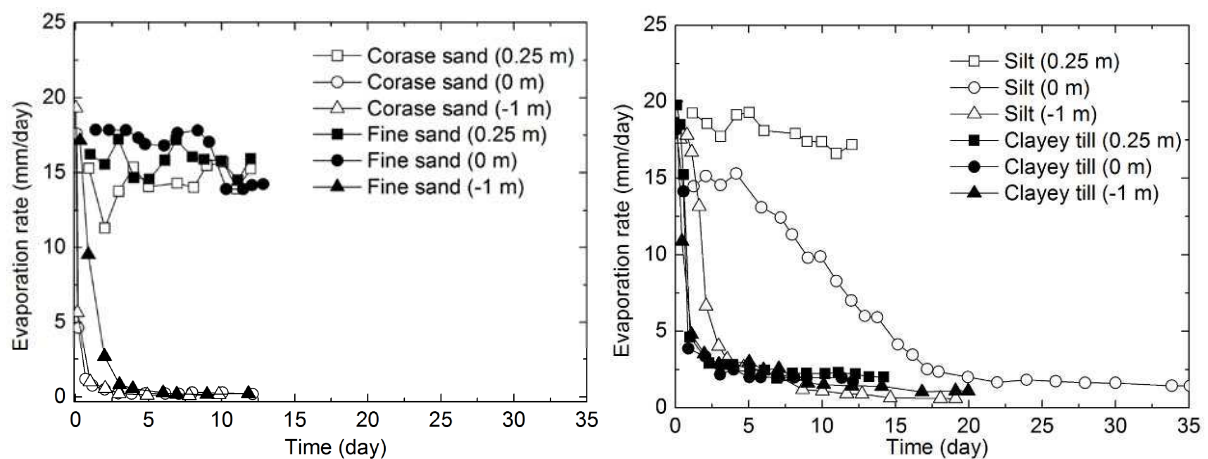 25
20
15
10
5
0
Evaporation rate (mm/day)
Corase sand (0.25 m)
Corase sand (0 m)
Corase sand (-1 m)
Fine sand (0.25 m)
Fine sand (0 m)
Fine sand (-1 m)
0 5 10 15 20 25 30 35
Time (day)
25
20
15
10
5
0
Evaporation rate (mm/day)
Silt (0.25 m)
Silt (0 m)
Silt (-1 m)
Clayey till (0.25 m)
Clayey till (0 m)
Clayey till (-1 m)
0 5 10 15 20 25 30 35
Time (day)